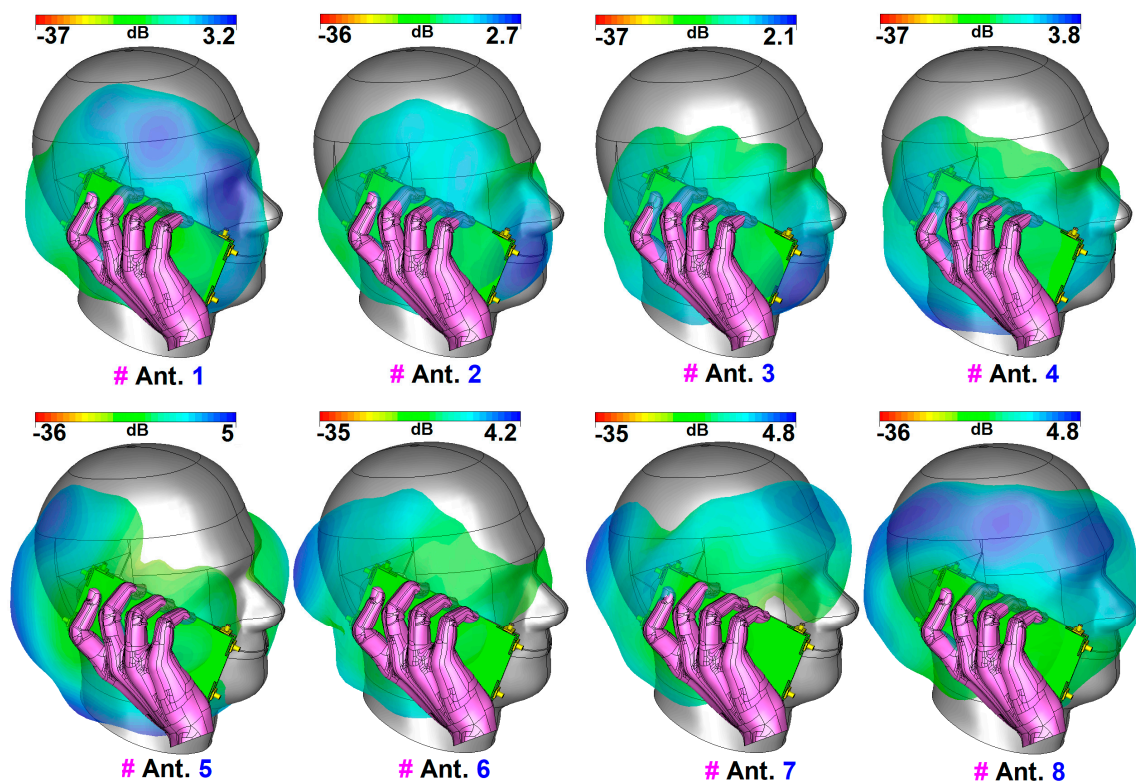 dB
-37 3.2
dB
-36 2.7
dB
-37 2.1
dB
-37 3.8
# Ant. 1
# Ant. 2
# Ant. 3
# Ant. 4
dB
-36 5
dB
-35 4.2
dB
-35 4.8
dB
-36 4.8
# Ant. 5
# Ant. 6
# Ant. 7
# Ant. 8